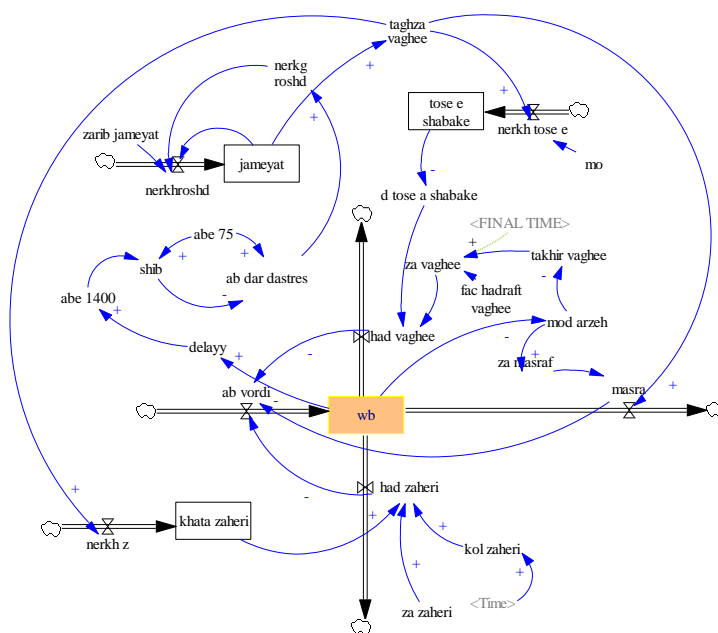 taghza
vaghee
nerkg
roshd
tose e
shabake
nerkh tose e
zarib jameyat
jameyat
mo
nerkhroshd
d tose a shabake
<FINAL TIME>
abe 75
za vaghee
takhir vaghee
shib
ab dar dastres
fac hadraft
vaghee
abe 1400
mod arzeh
had vaghee
delayy
za masraf
ab vordi
masra
wb
had zaheri
khata zaheri
nerkh z
kol zaheri
za zaheri
<Time>